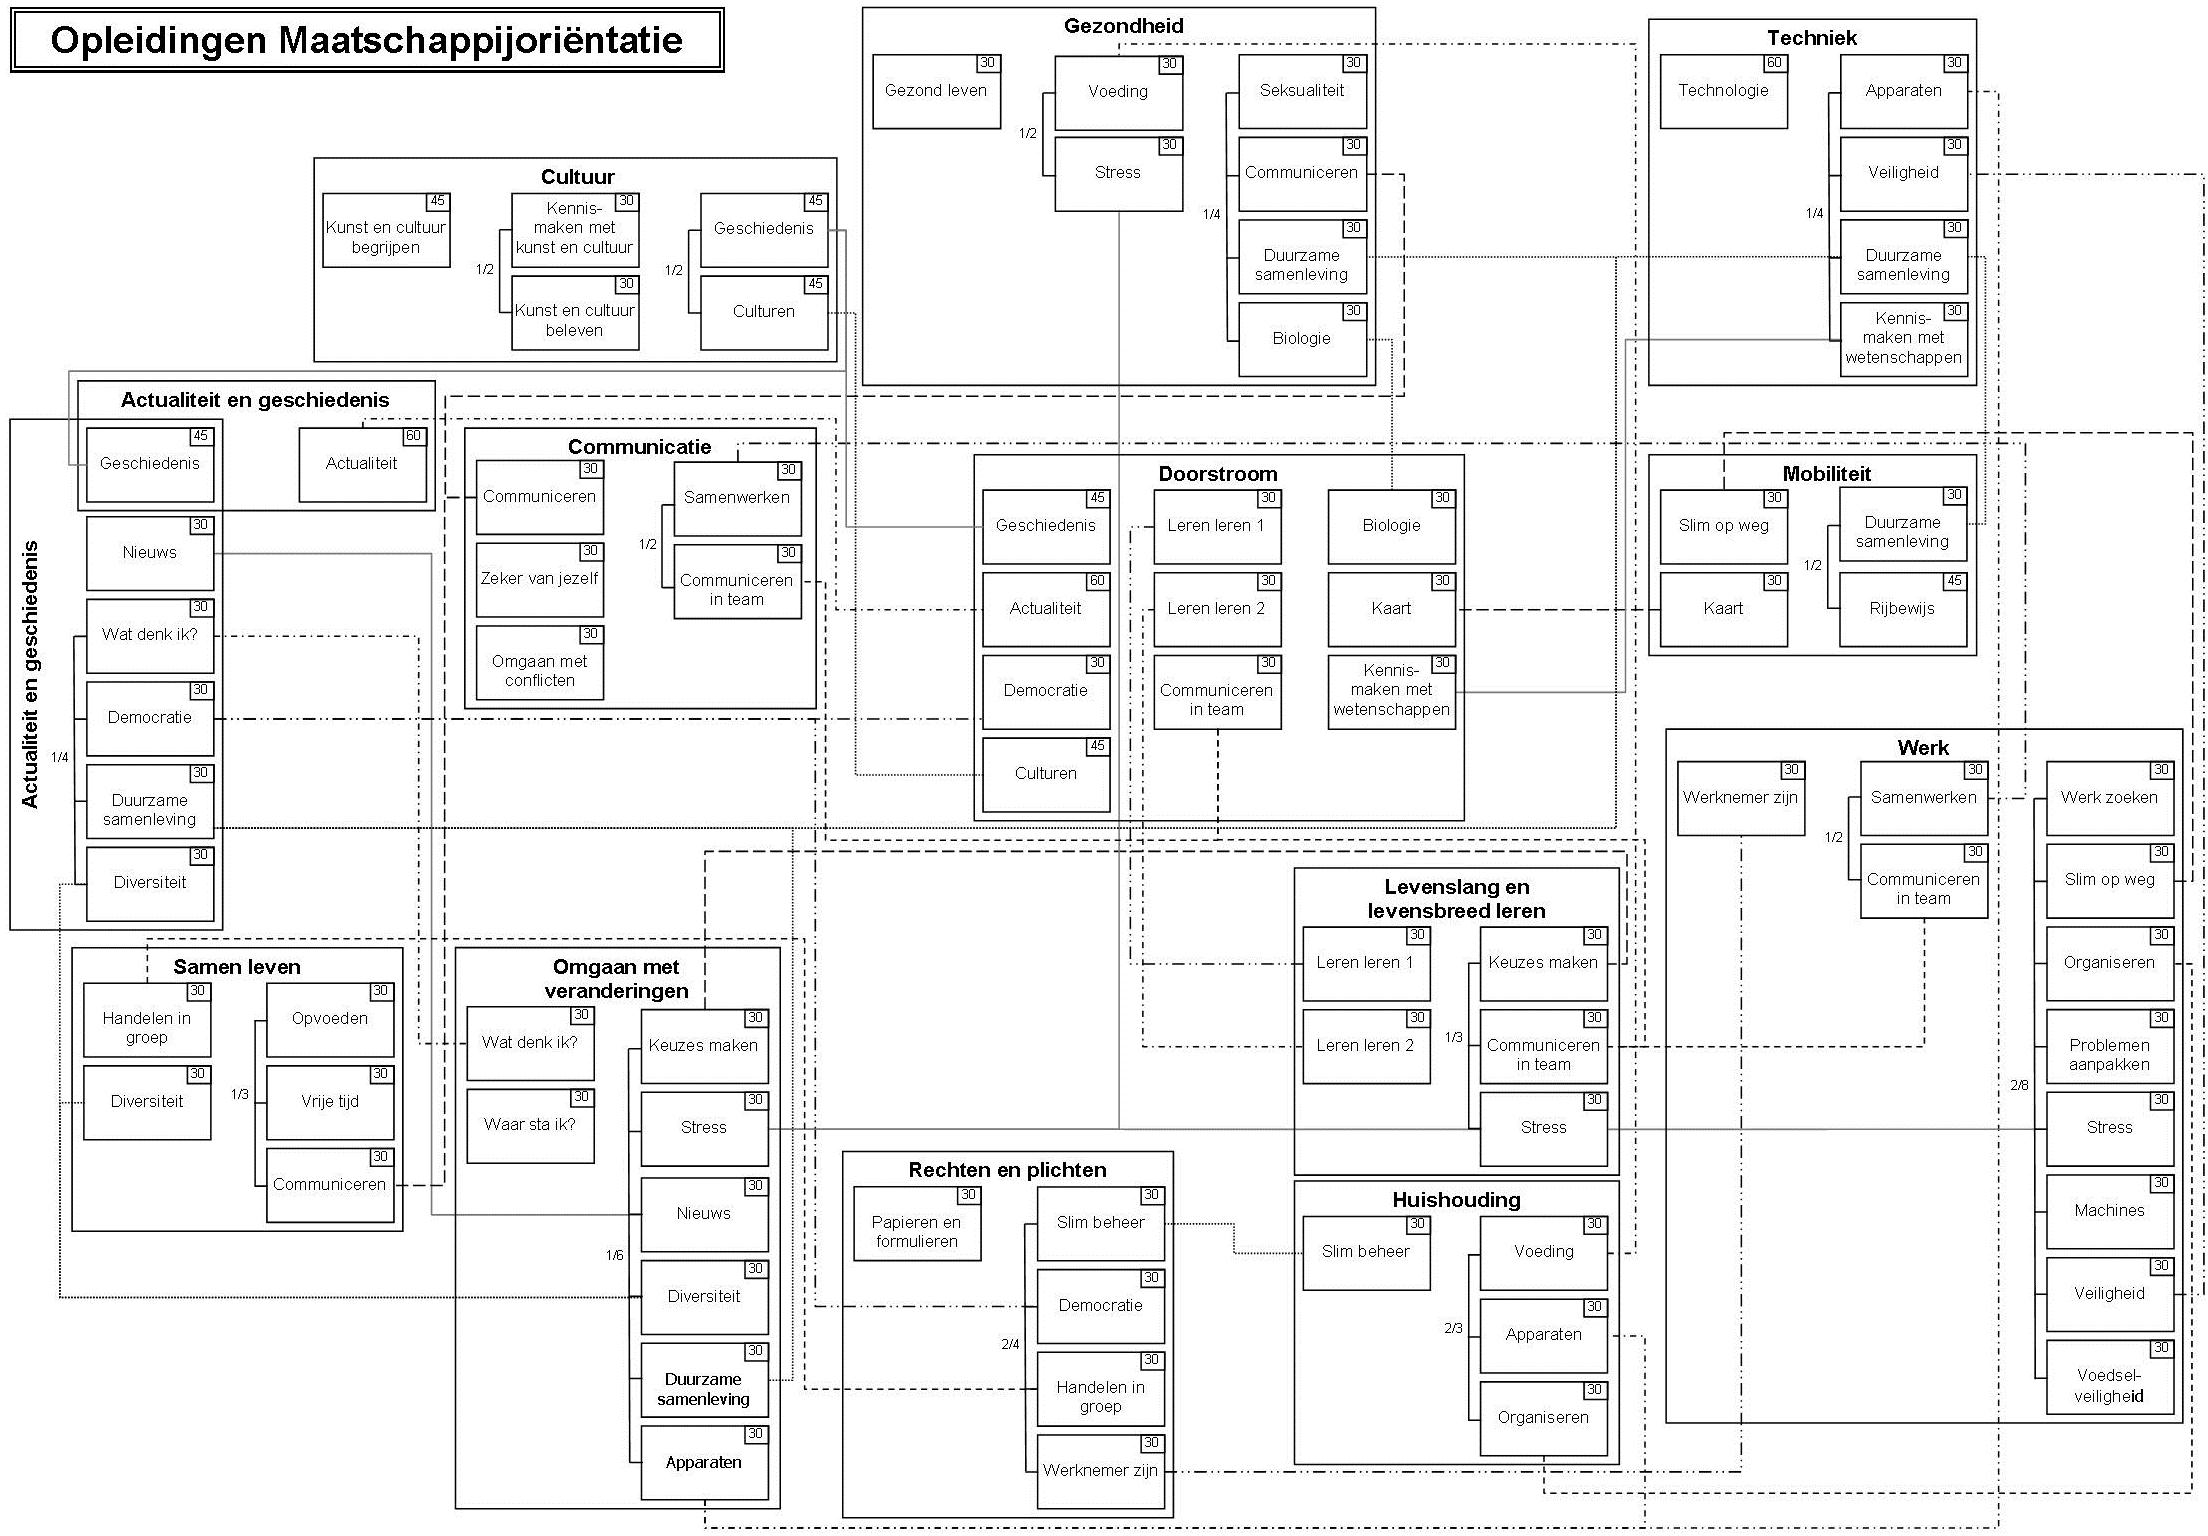 Opleidingen Maatschappijoriëntatie
Gezondheid
30
Gezond leven
30
Voeding
1/2
30
Stress
30
Seksualiteit
30
Communiceren
1/4
30
Duurzame
samenleving
30
Biologie
Techniek
60
Technologie
30
Apparaten
30
Veiligheid
1/4
30
Duurzame
samenleving
30
Kennis-
maken met
wetenschappen
Cultuur
45
Kunst en cultuur
begrijpen
30
Kennis-
maken met
kunst en cultuur
1/2
30
Kunst en cultuur
beleven
45
Geschiedenis
1/2
45
Culturen
Actualiteit en geschiedenis
45
Geschiedenis
60
Actualiteit
Actualiteit en geschiedenis
30
Nieuws
30
Wat denk ik?
30
Democratie
1/4
30
Duurzame
samenleving
30
Diversiteit
Communicatie
30
Communiceren
30
Zeker van jezelf
30
Omgaan met
conflicten
30
Samenwerken
1/2
30
Communiceren
in team
Doorstroom
45
Geschiedenis
60
Actualiteit
30
Democratie
45
Culturen
30
Leren leren 1
30
Leren leren 2
30
Communiceren
in team
30
Biologie
30
Kaart
30
Kennis-
maken met
wetenschappen
Mobiliteit
30
Slim op weg
30
Kaart
30
Duurzame
samenleving
1/2
45
Rijbewijs
Werk
30
Werknemer zijn
30
Samenwerken
1/2
30
Communiceren
in team
30
Werk zoeken
30
Slim op weg
30
Organiseren
30
Problemen
aanpakken
2/8
30
Stress
30
Machines
30
Veiligheid
30
Voedsel-
veiligheid
Levenslang en
levensbreed leren
30
Leren leren 1
30
Leren leren 2
30
Keuzes maken
1/3
30
Communiceren
in team
30
Stress
Samen leven
30
Handelen in
groep
30
Diversiteit
30
Opvoeden
1/3
30
Vrije tijd
30
Communiceren
Omgaan met
veranderingen
30
Wat denk ik?
30
Waar sta ik?
30
Keuzes maken
30
Stress
30
Nieuws
1/6
30
Diversiteit
30
Duurzame
samenleving
30
Apparaten
Rechten en plichten
30
Papieren en
formulieren
30
Slim beheer
30
Democratie
2/4
30
Handelen in
groep
30
Werknemer zijn
Huishouding
30
Slim beheer
30
Voeding
2/3
30
Apparaten
30
Organiseren